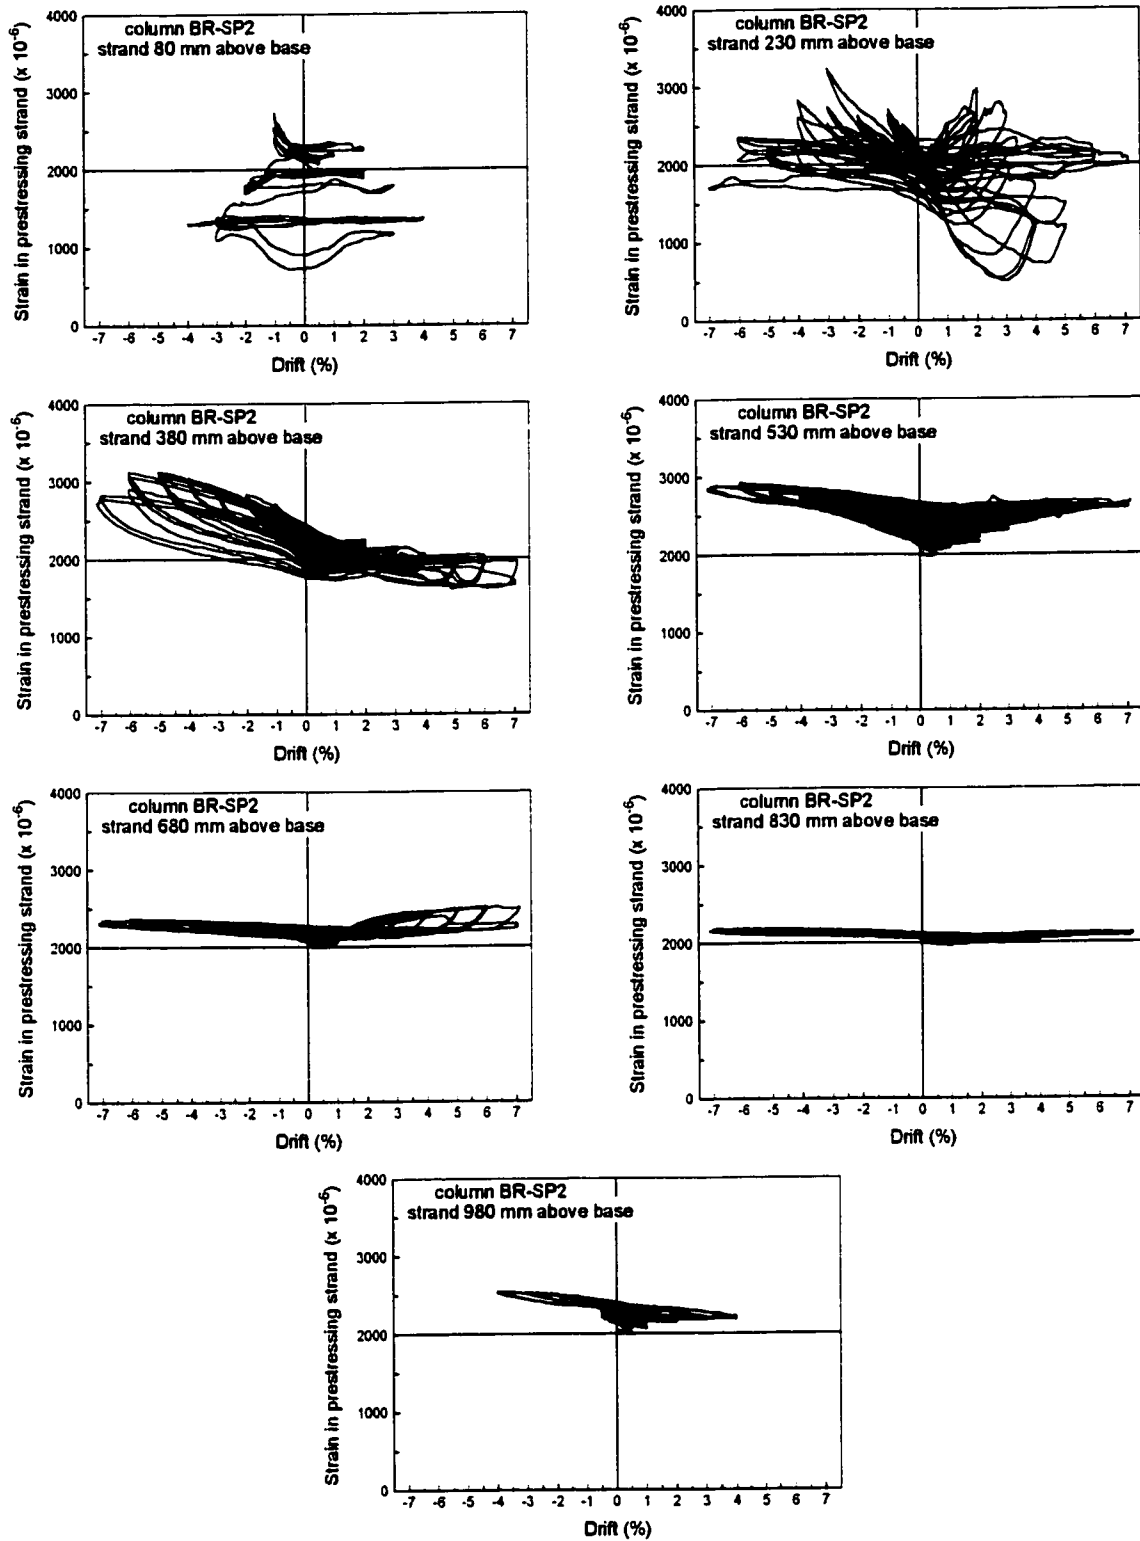 column BR-SP2
strand 80 mm above base
Strain in prestressing strand (x 10-6)
4000
3000
2000
1000
0
-7 -6 -5 -4 -3 -2 -1 0 1 2 3 4 5 6 7
Drift (%)
column BR-SP2
strand 230 mm above base
Strain in prestressing strand (x 10-6)
4000
3000
2000
1000
0
-7 -6 -5 -4 -3 -2 -1 0 1 2 3 4 5 6 7
Drift (%)
column BR-SP2
strand 380 mm above base
Strain in prestressing strand (x 10-6)
4000
3000
2000
1000
0
-7 -6 -5 -4 -3 -2 -1 0 1 2 3 4 5 6 7
Drift (%)
column BR-SP2
strand 530 mm above base
Strain in prestressing strand (x 10-6)
4000
3000
2000
1000
0
-7 -6 -5 -4 -3 -2 -1 0 1 2 3 4 5 6 7
Drift (%)
column BR-SP2
strand 680 mm above base
Strain in prestressing strand (x 10-6)
4000
3000
2000
1000
0
-7 -6 -5 -4 -3 -2 -1 0 1 2 3 4 5 6 7
Drift (%)
column BR-SP2
strand 830 mm above base
Strain in prestressing strand (x 10-6)
4000
3000
2000
1000
0
-7 -6 -5 -4 -3 -2 -1 0 1 2 3 4 5 6 7
Drift (%)
column BR-SP2
strand 980 mm above base
Strain in prestressing strand (x 10-6)
4000
3000
2000
1000
0
-7 -6 -5 -4 -3 -2 -1 0 1 2 3 4 5 6 7
Drift (%)